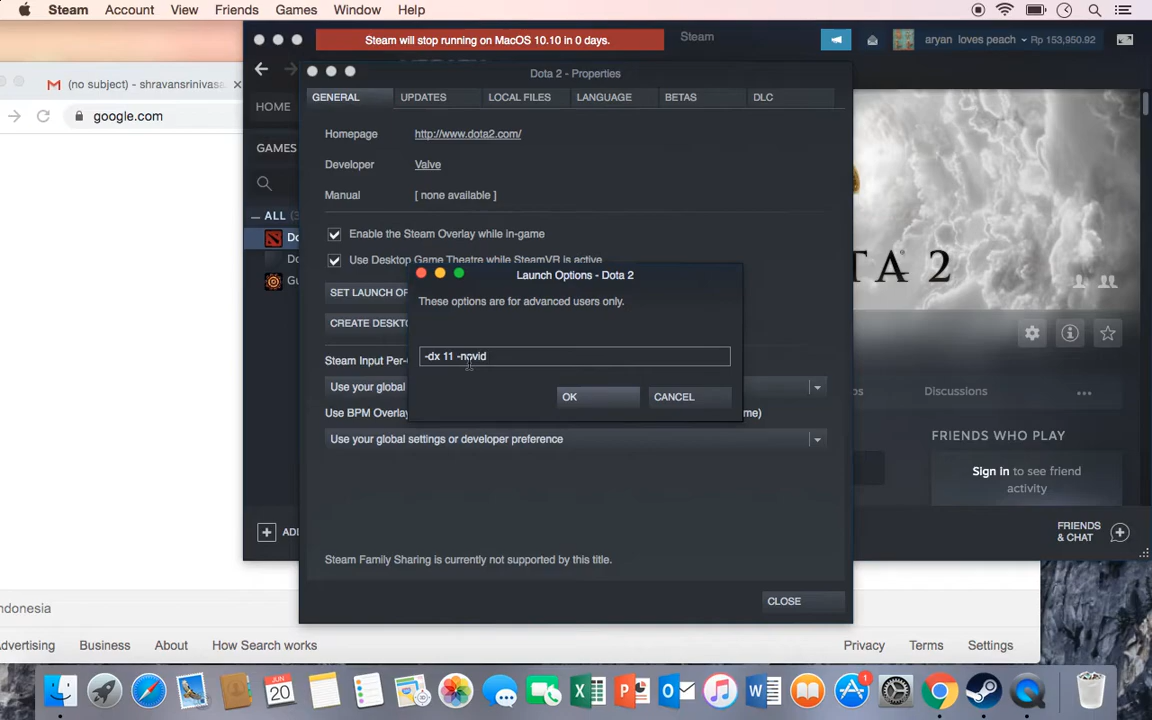 Steam Account View Friends Games Window Help
Steam will stop running on MacOS 10.10 in 0 days.
Steam
aryan loves peach
Rp 153,950.92
(no subject) - shravansrinivasa
google.com
HOME
GAMES
ALL
Dota 2 - Properties
GENERAL UPDATES LOCAL FILES LANGUAGE BETAS DLC
Homepage http://www.dota2.com/
Developer Valve
Manual [ none available ]
Enable the Steam Overlay while in-game
Use Desktop Game Theatre while SteamVR is active
SET LAUNCH OP
CREATE DESKTO
Launch Options - Dota 2
These options are for advanced users only.
-dx 11 -novid
OK CANCEL
Steam Input Per-
Use your global
Use BPM Overlay
me)
Use your global settings or developer preference
Steam Family Sharing is currently not supported by this title.
CLOSE
TA 2
Discussions
FRIENDS WHO PLAY
Sign in to see friend
activity
FRIENDS
& CHAT
ndonesia
dvertising Business About How Search works
Privacy Terms Settings
JUN
20
1